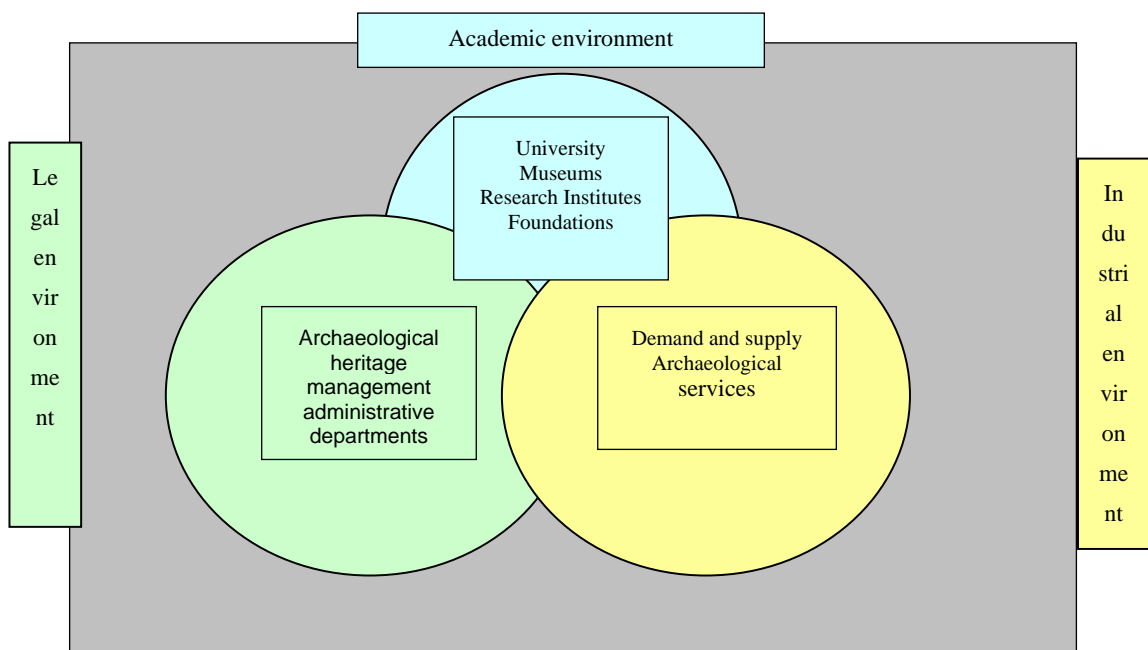 Academic environment
University
Museums
Research Institutes
Foundations
Le
gal
en
vir
on
me
nt
In
du
stri
al
en
vir
on
me
nt
Archaeological
heritage
management
administrative
departments
Demand and supply
Archaeological
services